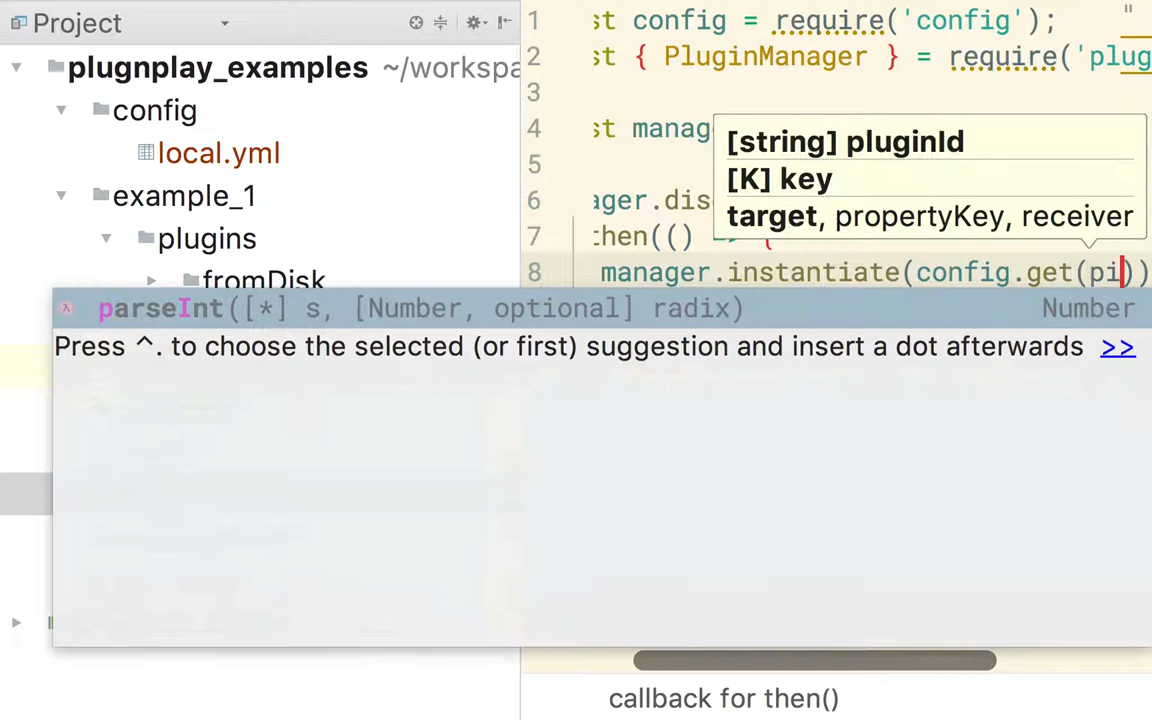 Project
plugnplay_examples ~/workspa
config
local.yml
example_1
plugins
fromDisk
1 st config = require('config');
2 st { PluginManager } = require('plug
3
4 st manag
5
6 ager.dis
7 then(() => {
8 manager.instantiate(config.get(pi))
[string] pluginId
[K] key
target, propertyKey, receiver
parseInt([*] s, [Number, optional] radix) Number
Press ^. to choose the selected (or first) suggestion and insert a dot afterwards >>
callback for then()